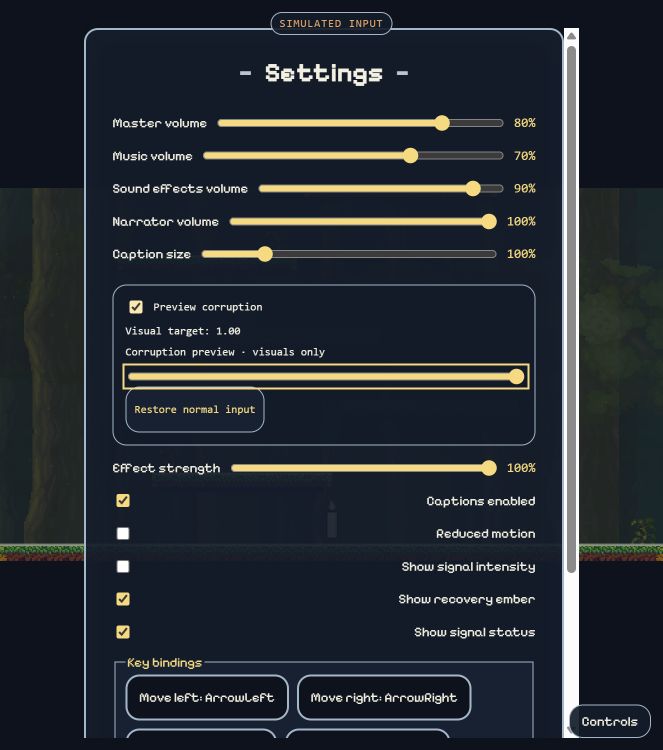 SIMULATED INPUT
- Settings -
Master volume 80%
Music volume 70%
Sound effects volume 90%
Narrator volume 100%
Caption size 100%
Preview corruption
Visual target: 1.00
Corruption preview · visuals only
Restore normal input
Effect strength 100%
Captions enabled
Reduced motion
Show signal intensity
Show recovery ember
Show signal status
Key bindings
Move left: ArrowLeft Move right: ArrowRight
Controls